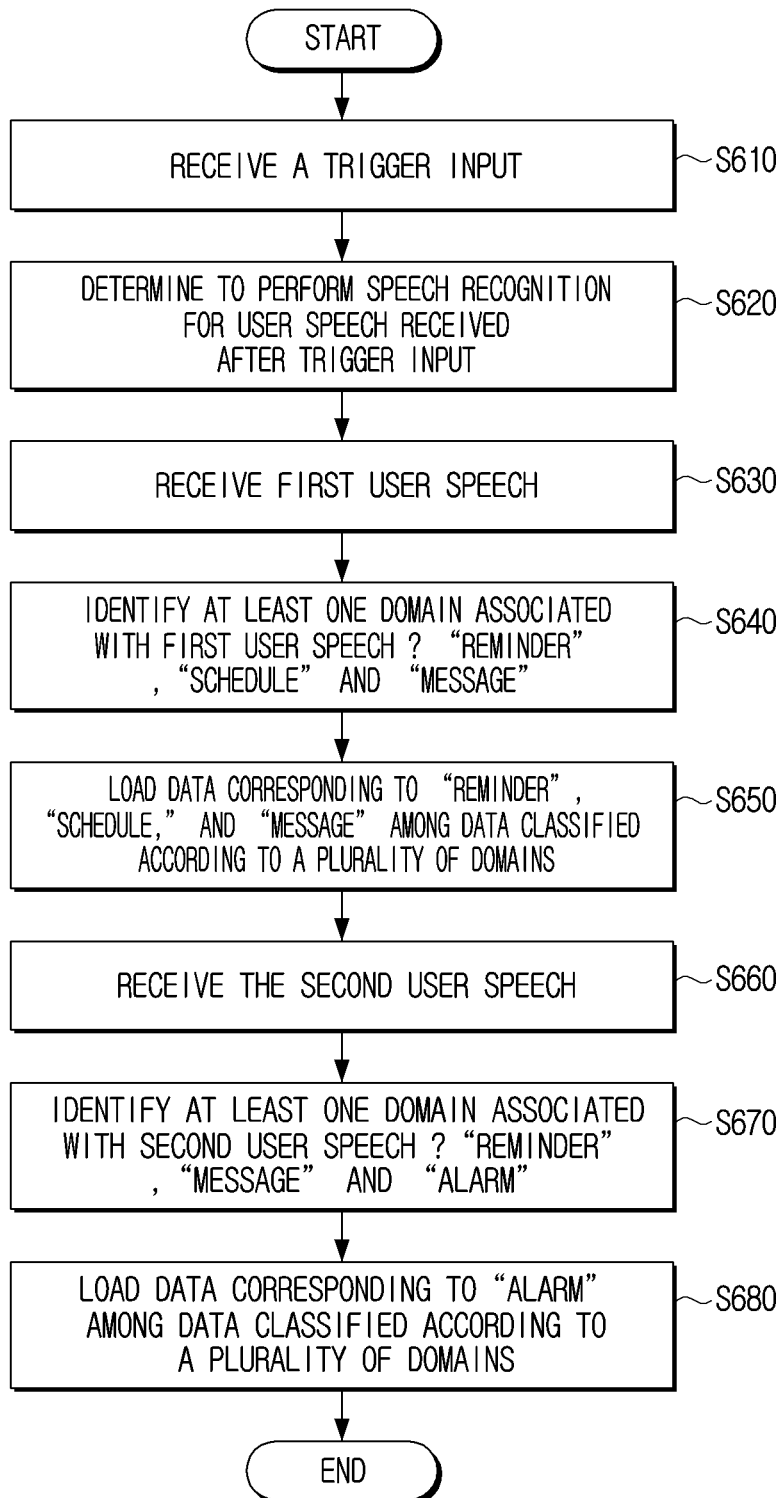 START
RECEIVE A TRIGGER INPUT
S610
DETERMINE TO PERFORM SPEECH RECOGNITION
FOR USER SPEECH RECEIVED
AFTER TRIGGER INPUT
S620
RECEIVE FIRST USER SPEECH
S630
IDENTIFY AT LEAST ONE DOMAIN ASSOCIATED
WITH FIRST USER SPEECH ? “REMINDER”
, “SCHEDULE” AND “MESSAGE”
S640
LOAD DATA CORRESPONDING TO “REMINDER” ,
“SCHEDULE,” AND “MESSAGE” AMONG DATA CLASSIFIED
ACCORDING TO A PLURALITY OF DOMAINS
S650
RECEIVE THE SECOND USER SPEECH
S660
IDENTIFY AT LEAST ONE DOMAIN ASSOCIATED
WITH SECOND USER SPEECH ? “REMINDER”
, “MESSAGE” AND “ALARM”
S670
LOAD DATA CORRESPONDING TO “ALARM”
AMONG DATA CLASSIFIED ACCORDING TO
A PLURALITY OF DOMAINS
S680
END